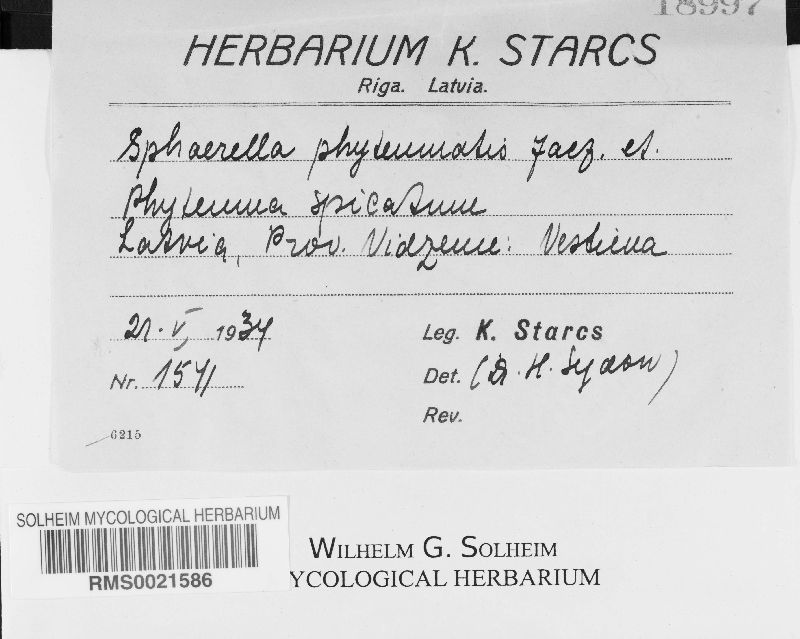 18997
HERBARIUM K. STARCS
Riga. Latvia.
Sphaerella phyteumatis Jacz. et.
Phyteuma spicatum
Latvia, Prov. Vidzeme: Vestiena
21. V, 1934
Leg. K. Starcs
Nr. 1541
Det. (D. H. Sydow)
Rev.
6215
SOLHEIM MYCOLOGICAL HERBARIUM
RMS0021586
WILHELM G. SOLHEIM
MYCOLOGICAL HERBARIUM